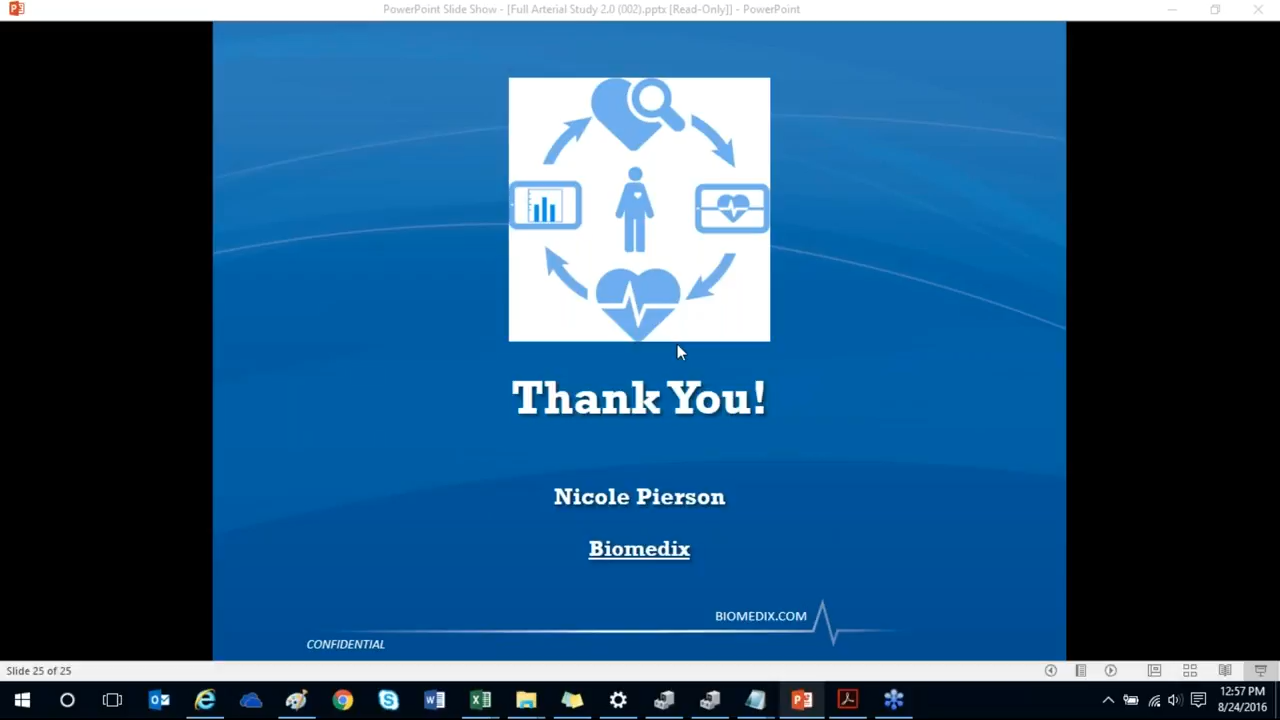 PowerPoint Slide Show - [Full Arterial Study 2.0 (002).pptx [Read-Only]] - PowerPoint
Thank You!
Nicole Pierson
Biomedix
BIOMEDIX.COM
CONFIDENTIAL
Slide 25 of 25
12:57 PM
8/24/2016